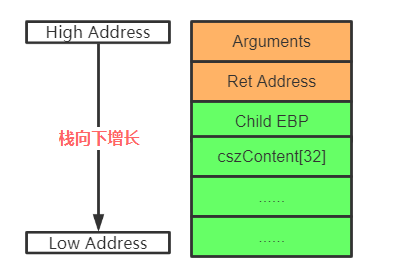 High Address
栈向下增长
Low Address
Arguments
Ret Address
Child EBP
cszContent[32]
......
......